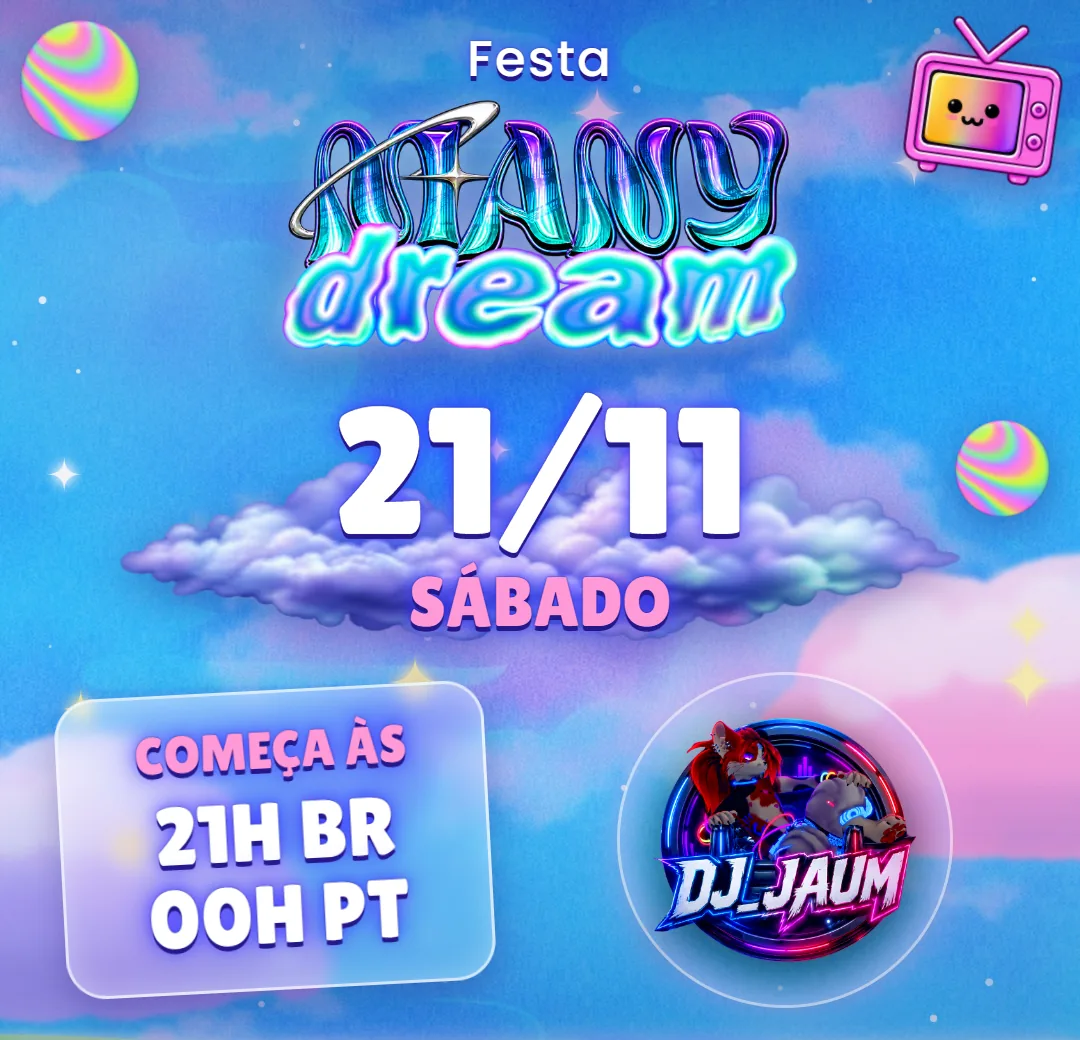 Festa
MANY
dream
21/11
SÁBADO
COMEÇA ÀS
21H BR
00H PT
DJ_JAUM